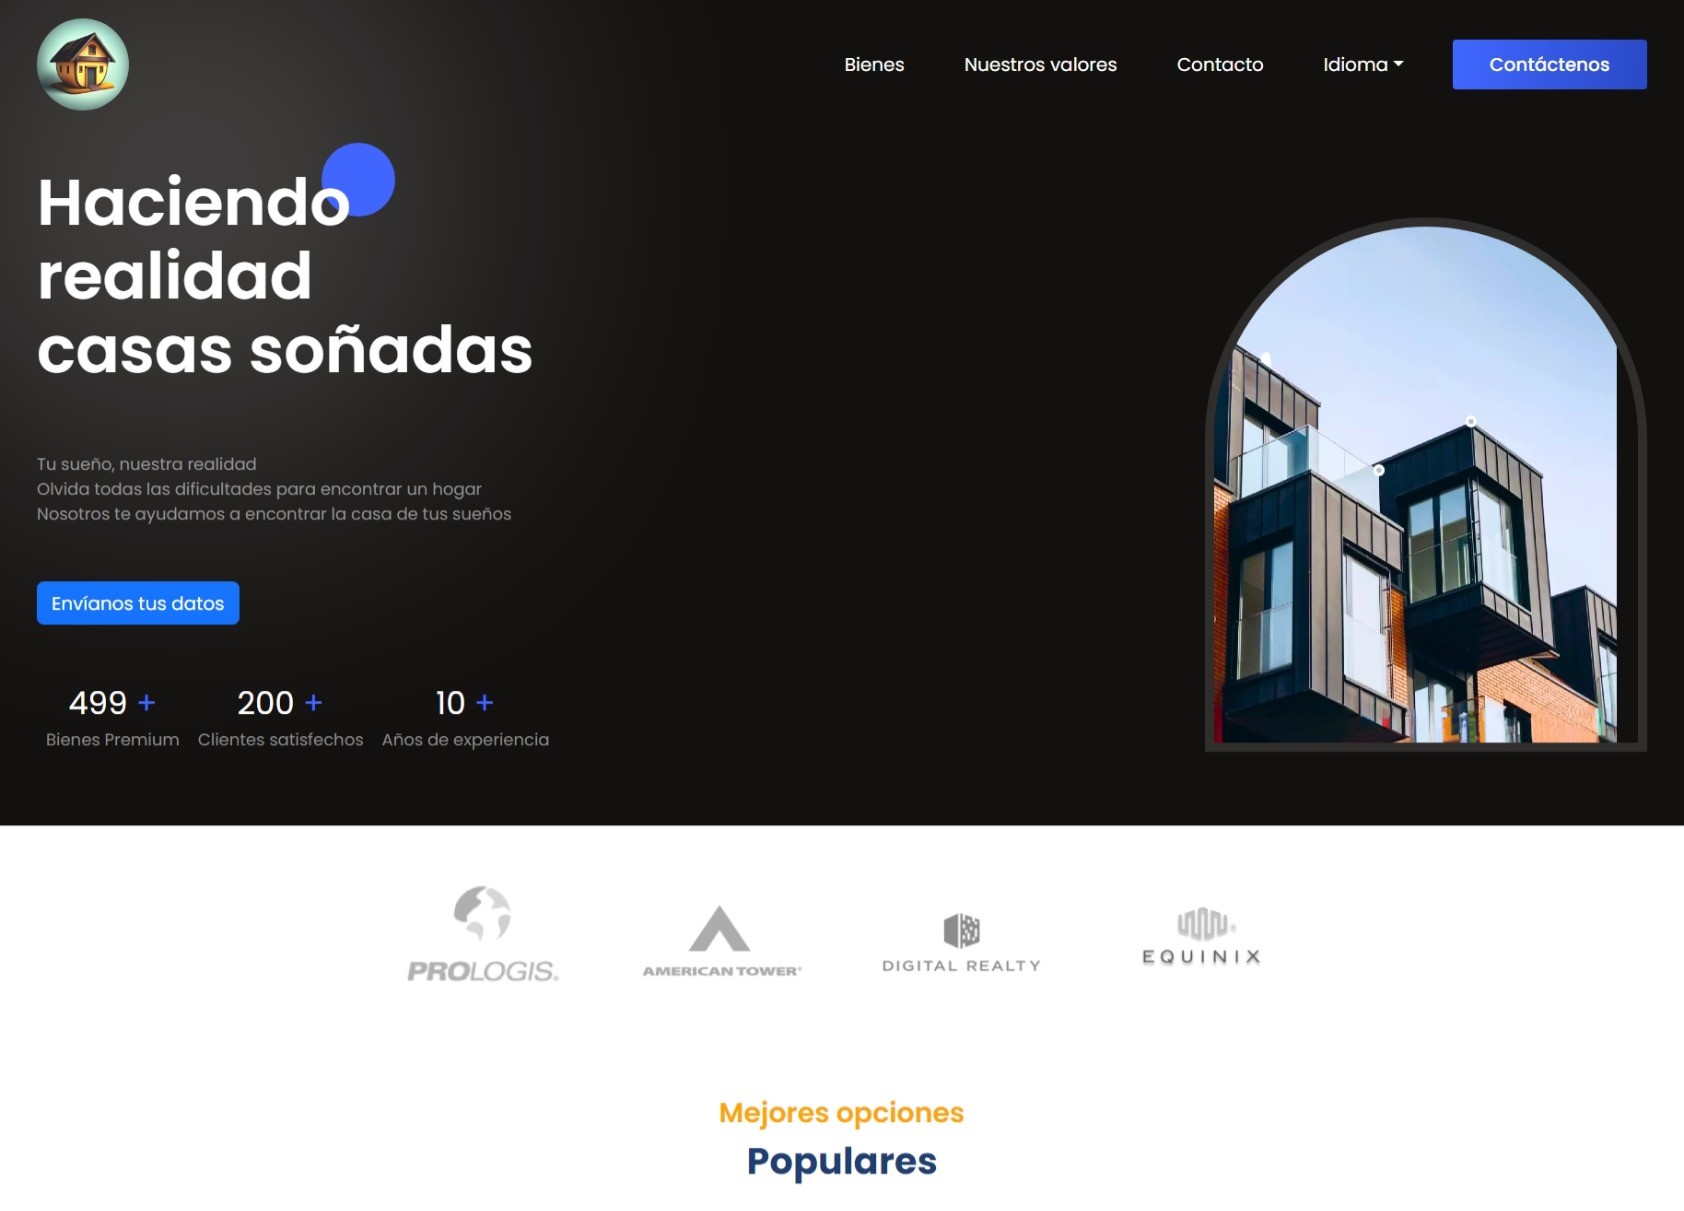 Bienes
Nuestros valores
Contacto
Idioma
Contáctenos
Haciendo
realidad
casas soñadas
Tu sueño, nuestra realidad
Olvida todas las dificultades para encontrar un hogar
Nosotros te ayudamos a encontrar la casa de tus sueños
Envíanos tus datos
499 + 200 + 10 +
Bienes Premium Clientes satisfechos Años de experiencia
PROLOGIS.
AMERICAN TOWER®
DIGITAL REALTY
EQUINIX
Mejores opciones
Populares